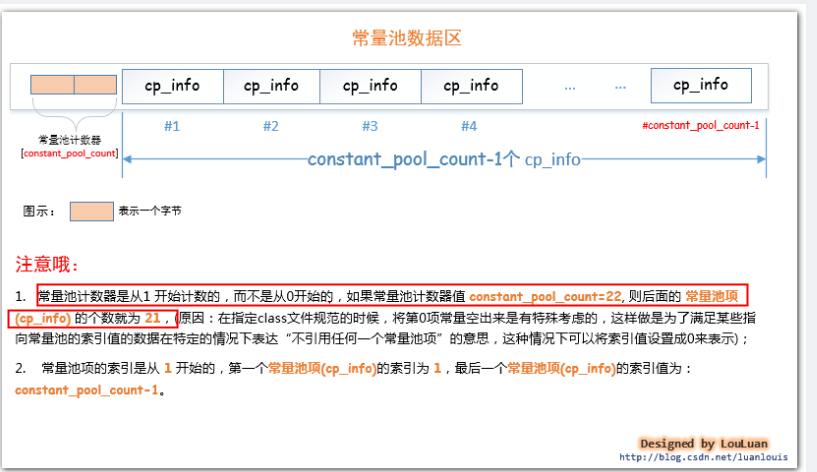 常量池数据区
cp_info cp_info cp_info cp_info ... ... cp_info
#1 #2 #3 #4 #constant_pool_count-1
常量池计数器
[constant_pool_count]
constant_pool_count-1个 cp_info
图示： 表示一个字节
注意哦：
1. 常量池计数器是从1 开始计数的，而不是从0开始的，如果常量池计数器值 constant_pool_count=22, 则后面的 常量池项
(cp_info) 的个数就为 21，(原因：在指定class文件规范的时候，将第0项常量空出来是有特殊考虑的，这样做是为了满足某些指
向常量池的索引值的数据在特定的情况下表达“不引用任何一个常量池项”的意思，这种情况下可以将索引值设置成0来表示)；
2. 常量池项的索引是从 1 开始的，第一个常量池项(cp_info)的索引为 1，最后一个常量池项(cp_info)的索引值为：
constant_pool_count-1。
Designed by LouLuan
http://blog.csdn.net/luanlouis